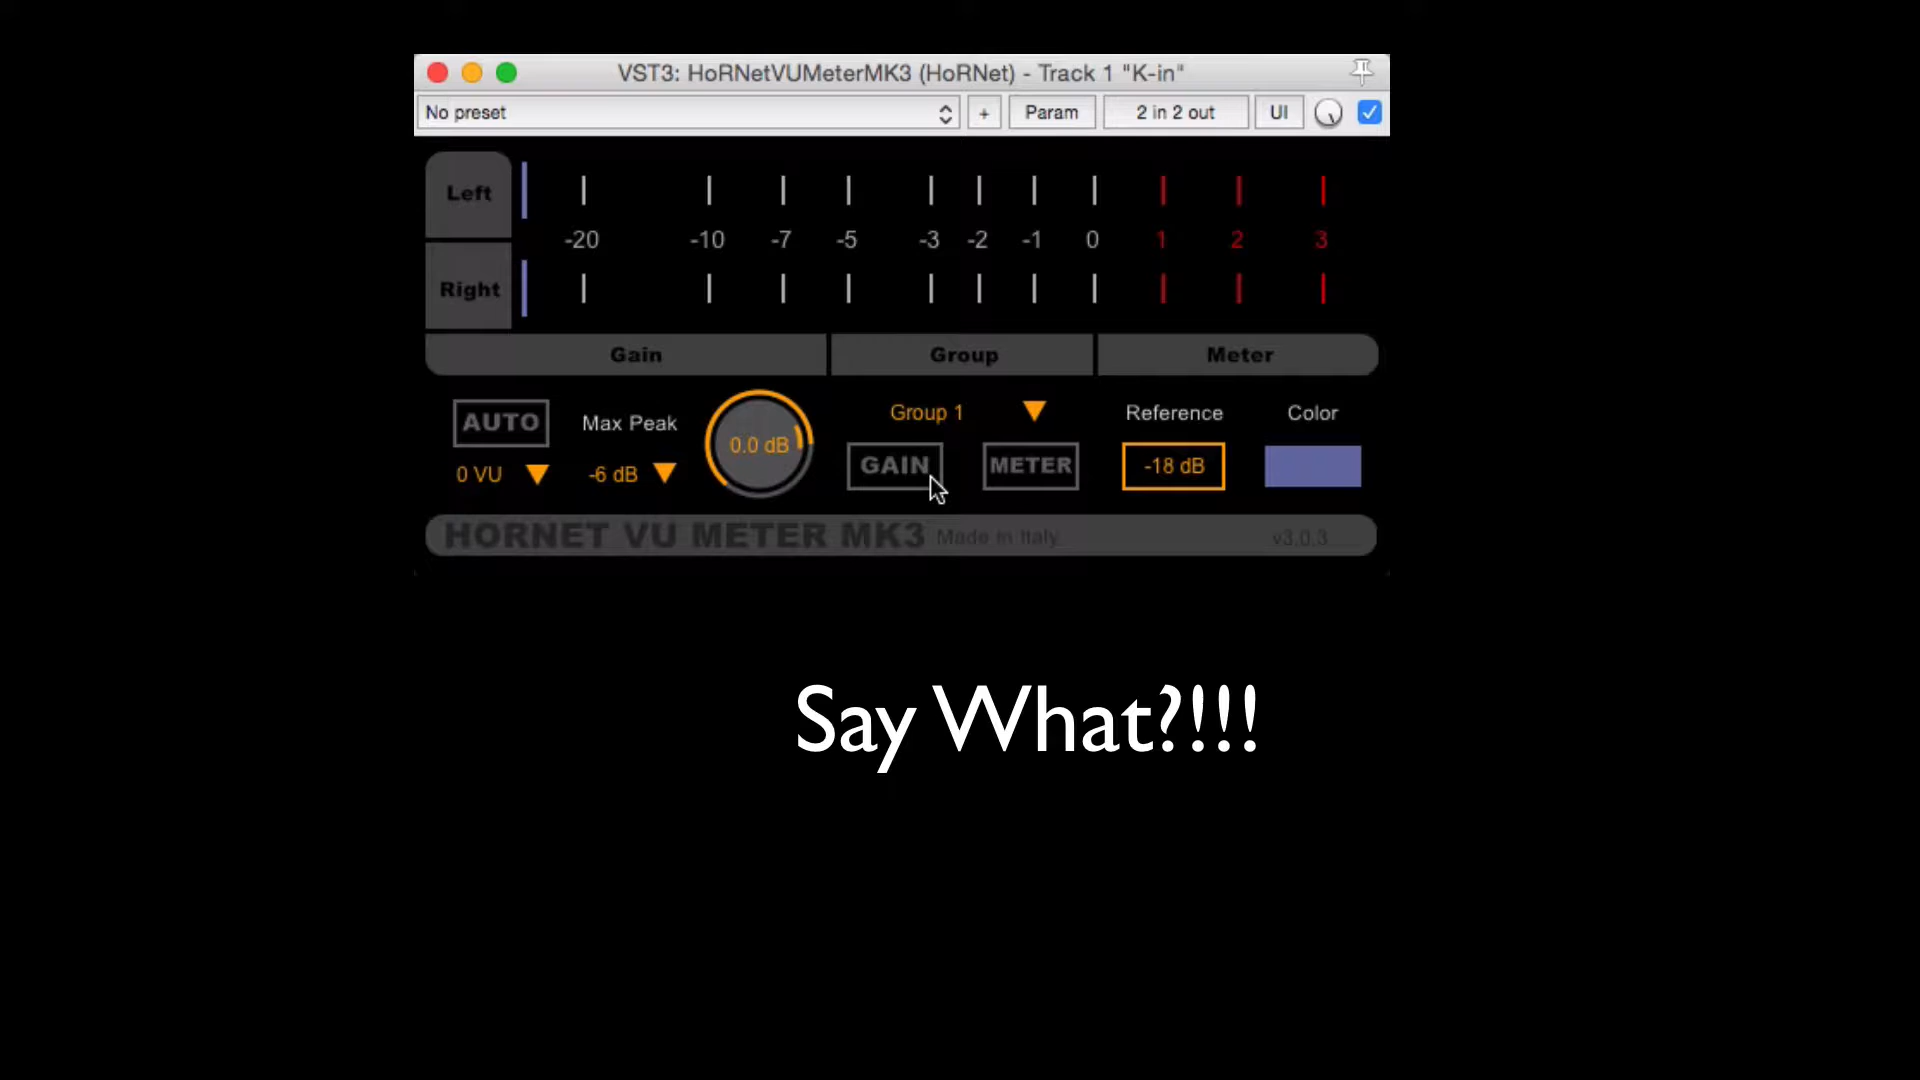 VST3: HoRNetVUMeterMK3 (HoRNet) - Track 1 "K-in"
No preset + Param 2 in 2 out UI
Left
-20 -10 -7 -5 -3 -2 -1 0 1 2 3
Right
Gain Group Meter
AUTO Max Peak 0.0 dB Group 1 Reference Color
0 VU -6 dB GAIN METER -18 dB
HORNET VU METER MK3 Made in Italy v3.0.3
Say What?!!!